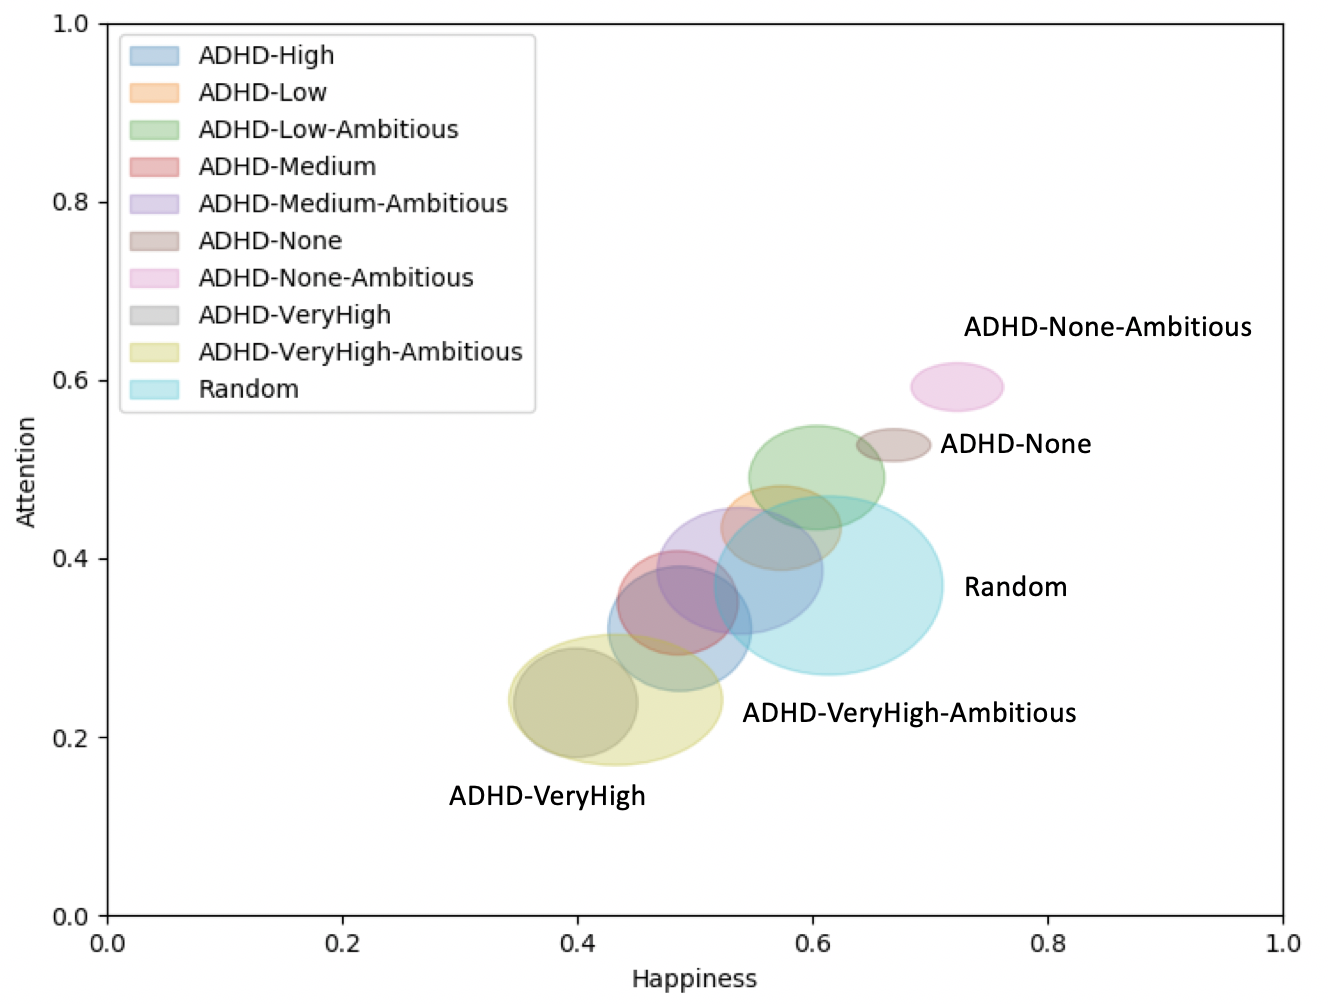 1.0
0.8
0.6
0.4
0.2
0.0
Attention
ADHD-High
ADHD-Low
ADHD-Low-Ambitious
ADHD-Medium
ADHD-Medium-Ambitious
ADHD-None
ADHD-None-Ambitious
ADHD-VeryHigh
ADHD-VeryHigh-Ambitious
Random
ADHD-None-Ambitious
ADHD-None
Random
ADHD-VeryHigh-Ambitious
ADHD-VeryHigh
0.0 0.2 0.4 0.6 0.8 1.0
Happiness